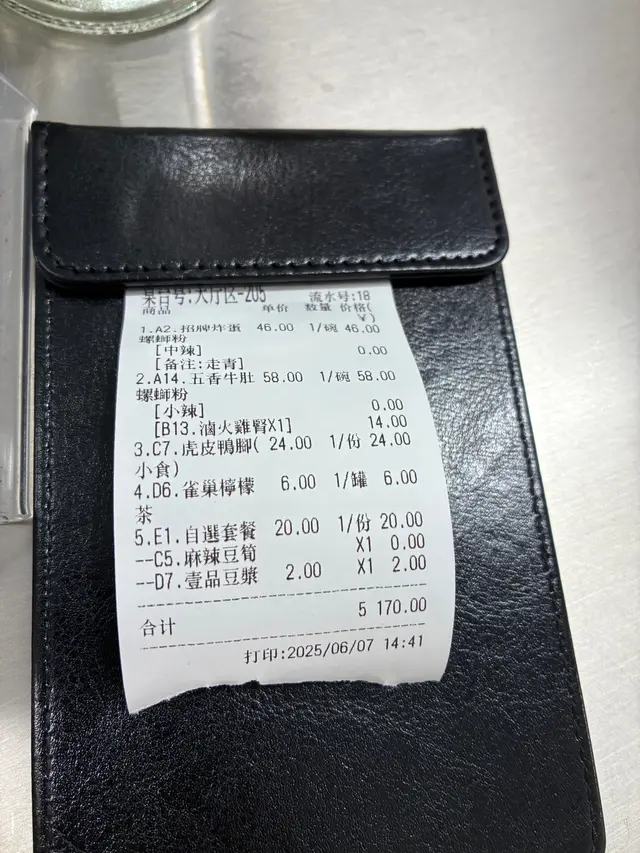 桌台号:大厅区-205 流水号:18
商品 单价 数量 价格(
¥)
1.A2.招牌炸蛋 46.00 1/碗 46.00
螺螄粉
[中辣] 0.00
[备注:走青]
2.A14.五香牛肚 58.00 1/碗 58.00
螺螄粉
[小辣] 0.00
[B13.滷火雞腎X1] 14.00
3.C7.虎皮鴨腳( 24.00 1/份 24.00
小食)
4.D6.雀巢檸檬 6.00 1/罐 6.00
茶
5.E1.自選套餐 20.00 1/份 20.00
--C5.麻辣豆筍 X1 0.00
--D7.壹品豆漿 2.00 X1 2.00
合计 5 170.00
打印:2025/06/07 14:41